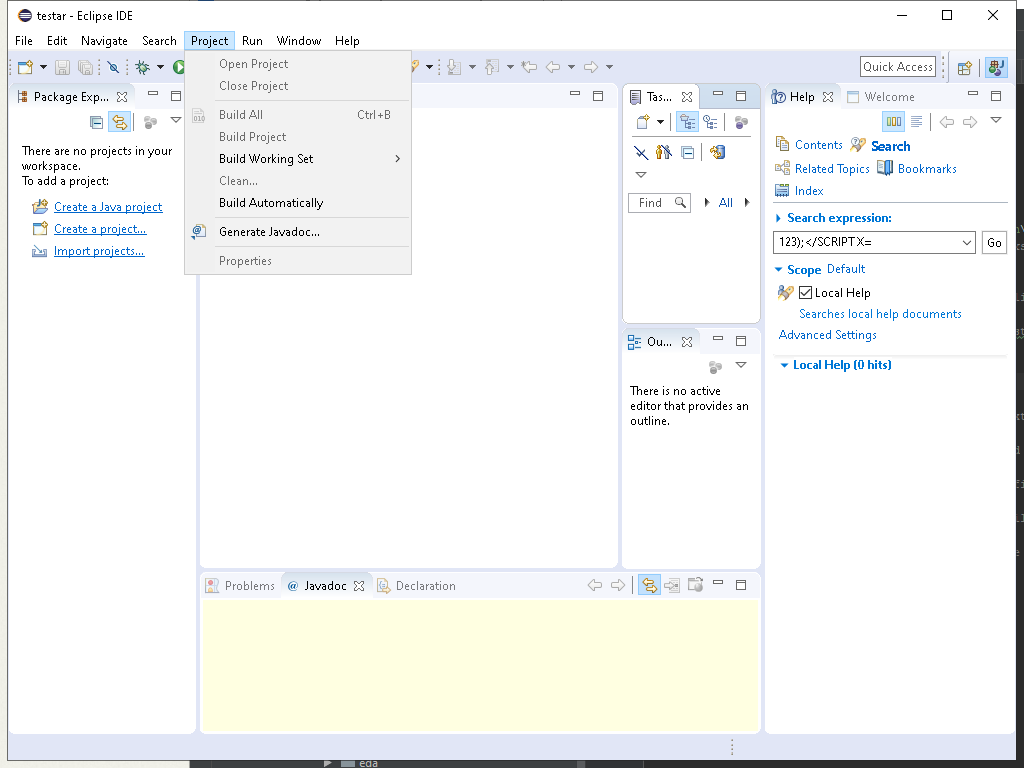 testar - Eclipse IDE
File Edit Navigate Search Project Run Window Help
Quick Access
Package Exp...
There are no projects in your
workspace.
To add a project:
Create a Java project
Create a project...
Import projects...
Open Project
Close Project
Build All Ctrl+B
Build Project
Build Working Set
Clean...
Build Automatically
Generate Javadoc...
Properties
Tas...
Find
All
Ou...
There is no active
editor that provides an
outline.
Help
Welcome
Contents
Search
Related Topics
Bookmarks
Index
Search expression:
123);</SCRIPTX=
Go
Scope Default
Local Help
Searches local help documents
Advanced Settings
Local Help (0 hits)
Problems
@ Javadoc
Declaration
eda